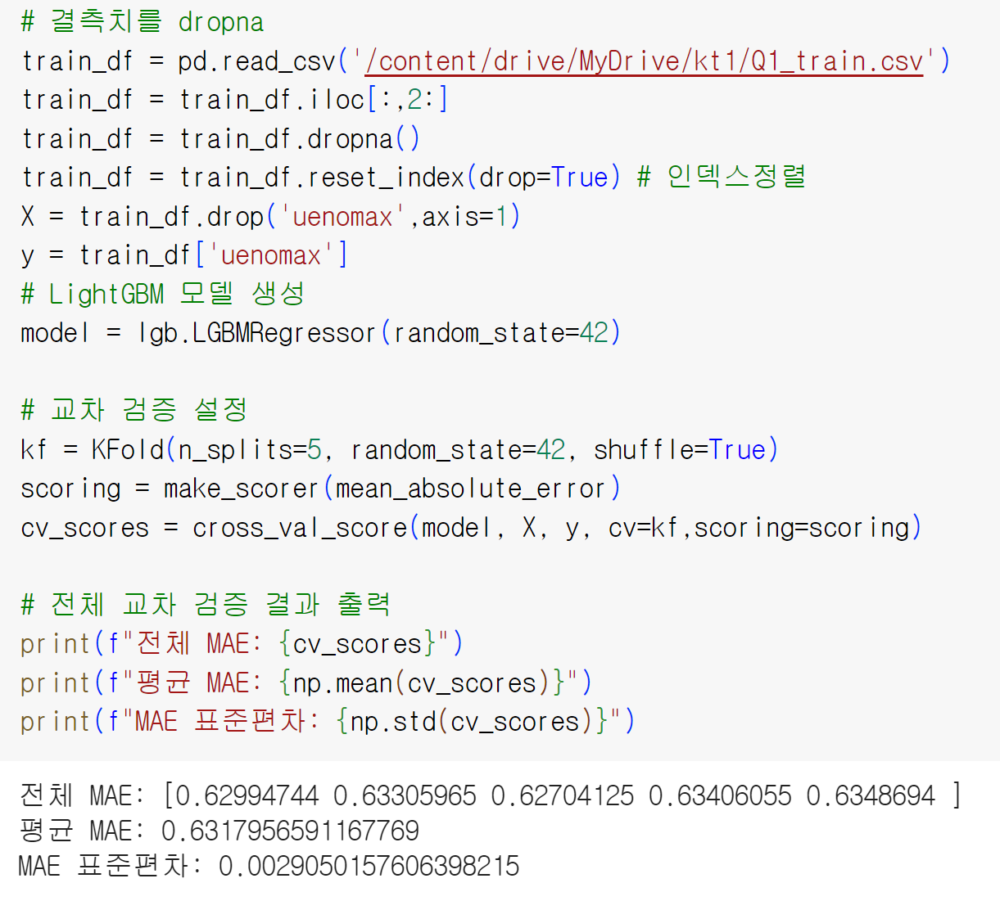 # 결측치를 dropna
train_df = pd.read_csv('/content/drive/MyDrive/kt1/Q1_train.csv')
train_df = train_df.iloc[:,2:]
train_df = train_df.dropna()
train_df = train_df.reset_index(drop=True) # 인덱스정렬
X = train_df.drop('uenomax',axis=1)
y = train_df['uenomax']
# LightGBM 모델 생성
model = lgb.LGBMRegressor(random_state=42)
# 교차 검증 설정
kf = KFold(n_splits=5, random_state=42, shuffle=True)
scoring = make_scorer(mean_absolute_error)
cv_scores = cross_val_score(model, X, y, cv=kf,scoring=scoring)
# 전체 교차 검증 결과 출력
print(f"전체 MAE: {cv_scores}")
print(f"평균 MAE: {np.mean(cv_scores)}")
print(f"MAE 표준편차: {np.std(cv_scores)}")
전체 MAE: [0.62994744 0.63305965 0.62704125 0.63406055 0.6348694 ]
평균 MAE: 0.6317956591167769
MAE 표준편차: 0.0029050157606398215